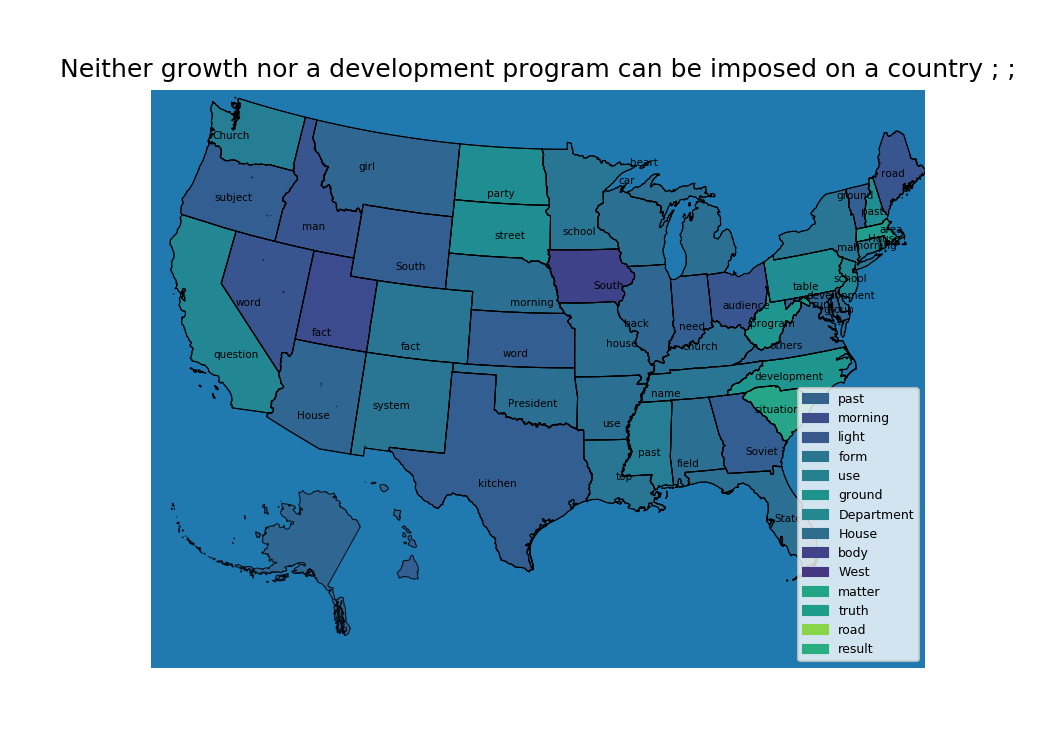 Neither growth nor a development program can be imposed on a country ; ;
Church
girl
heart
car
road
party
subject
ground
past
man
street
school
area
House
morning
man
South
fact
word
morning
South
school
table
development
group
audience
back
need
program
question
fact
word
house
church
others
system
President
name
development
House
use
situation
past
field
Soviet
kitchen
top
State
past
morning
light
form
use
ground
Department
House
body
West
matter
truth
road
result